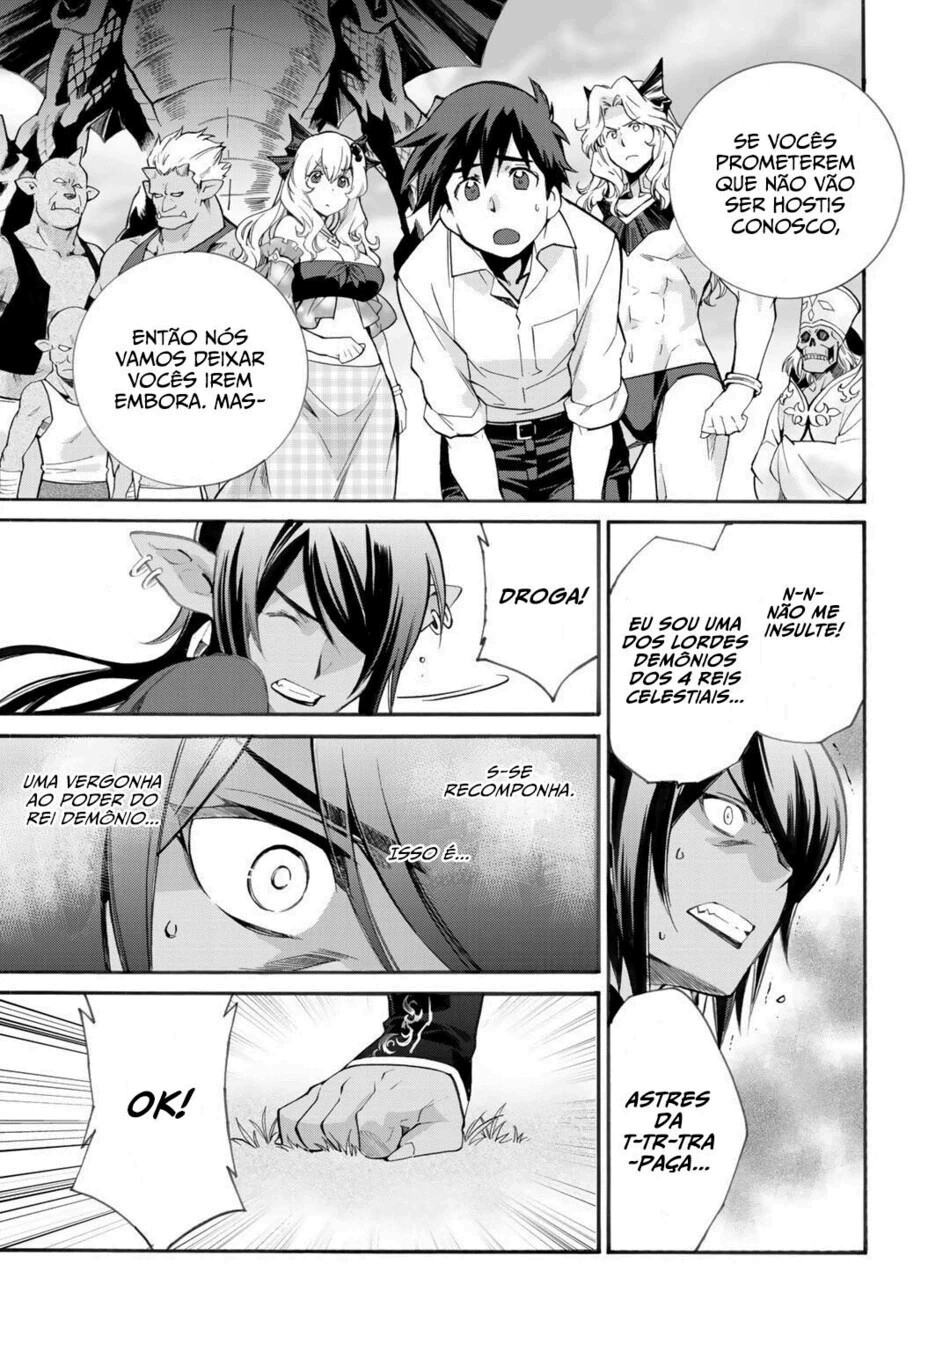 SE VOCÊS
PROMETEREM
QUE NÃO VÃO
SER HOSTIS
CONOSCO,
ENTÃO NÓS
VAMOS DEIXAR
VOCÊS IREM
EMBORA. MAS-
N-N-
NÃO ME
INSULTE!
EU SOU UMA
DOS LORDES
DEMÔNIOS
DOS 4 REIS
CELESTIAIS...
ASTRES
DA
T-TR-TRA
-PAÇA...
DROGA!
S-SE
RECOMPONHA.
ISSO É...
UMA VERGONHA
AO PODER DO
REI DEMÔNIO...
OK!